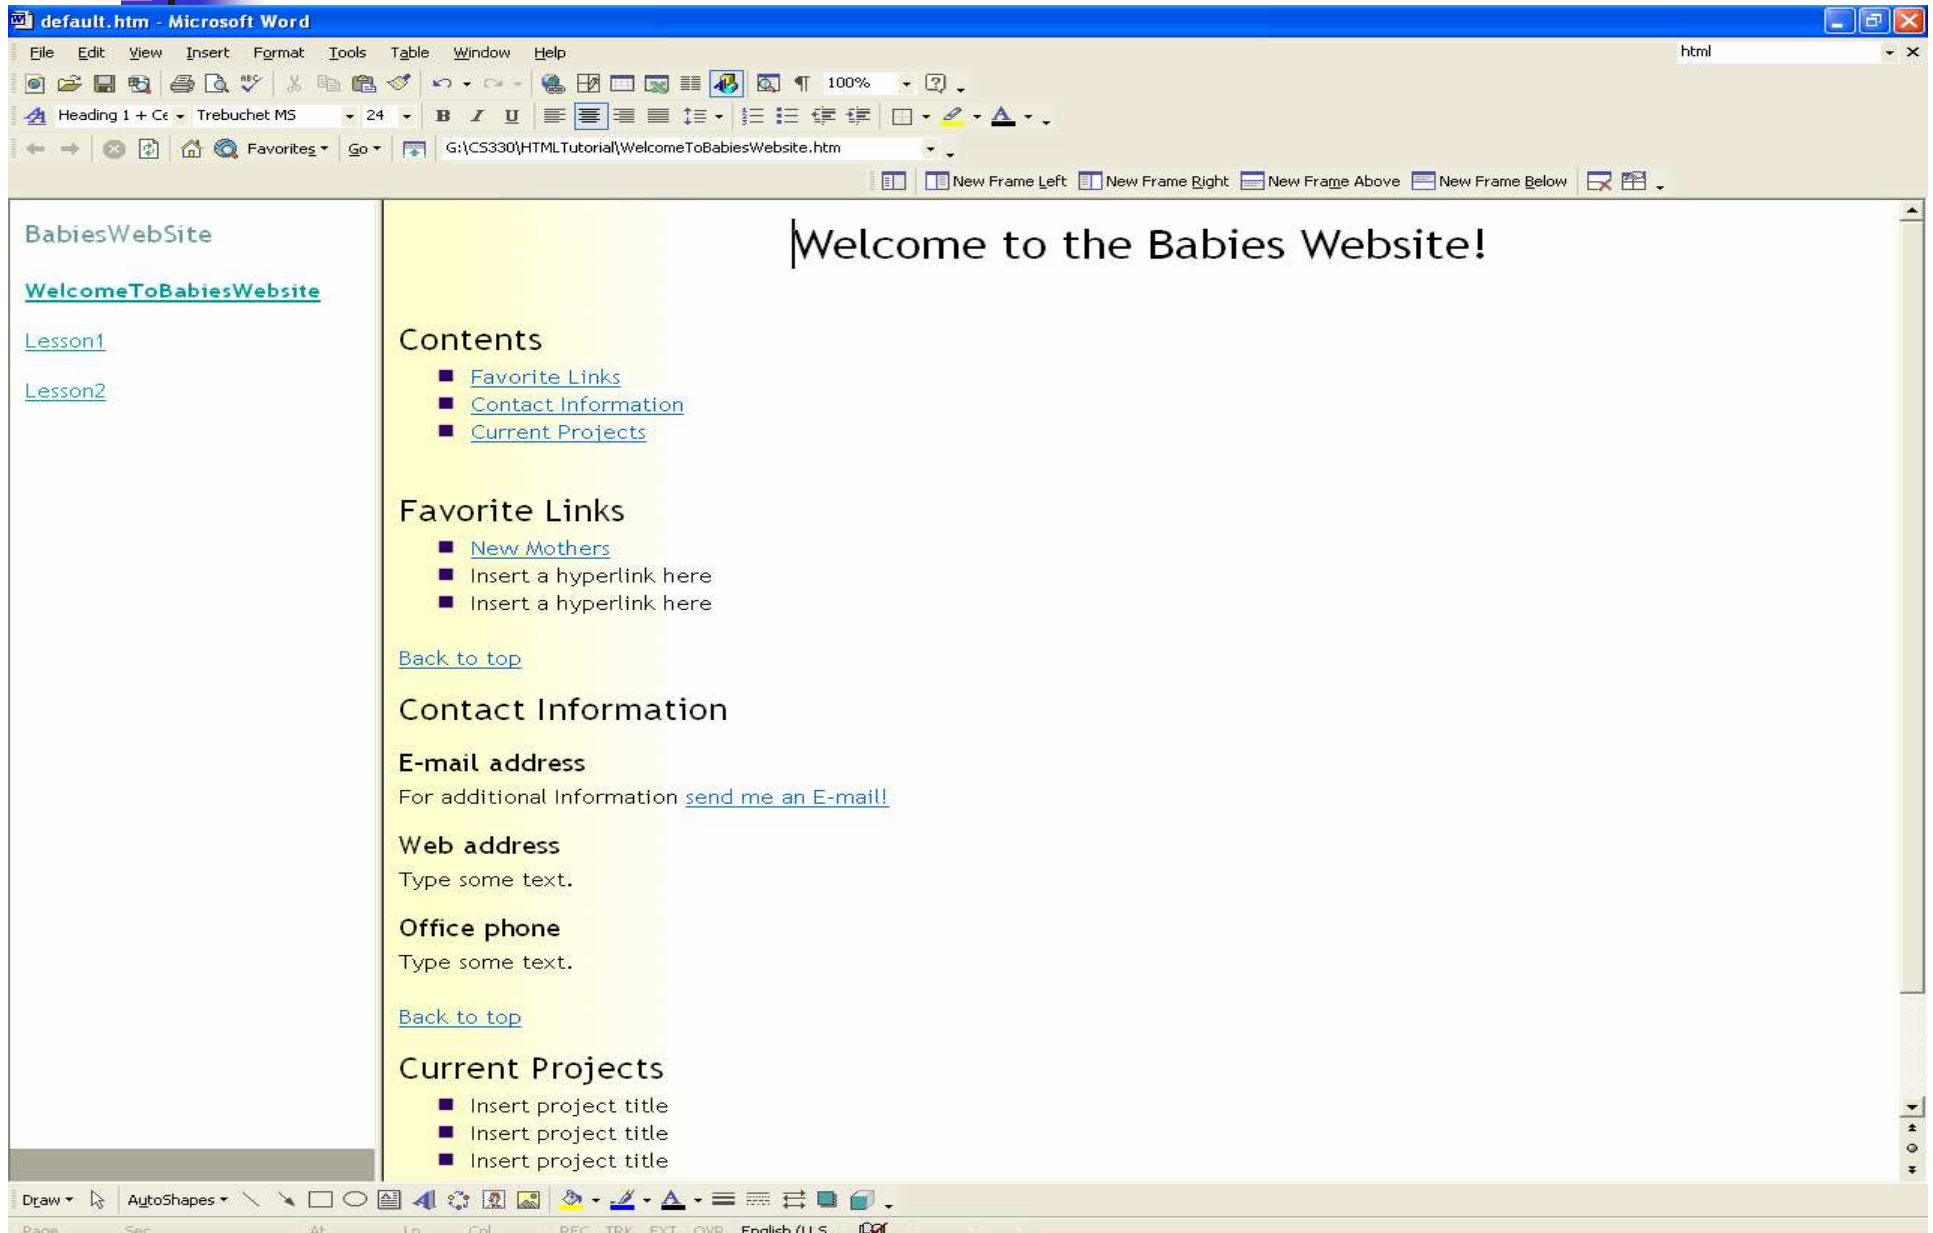 default.htm - Microsoft Word
File Edit View Insert Format Tools Table Window Help html
100%
Heading 1 + Ce Trebuchet MS 24 B I U
Favorites Go G:\CS330\HTMLTutorial\WelcomeToBabiesWebsite.htm
New Frame Left New Frame Right New Frame Above New Frame Below
BabiesWebSite
WelcomeToBabiesWebsite
Lesson1
Lesson2
Welcome to the Babies Website!
Contents
Favorite Links
Contact Information
Current Projects
Favorite Links
New Mothers
Insert a hyperlink here
Insert a hyperlink here
Back to top
Contact Information
E-mail address
For additional Information send me an E-mail!
Web address
Type some text.
Office phone
Type some text.
Back to top
Current Projects
Insert project title
Insert project title
Insert project title
Draw AutoShapes
Page Sec At Ln Col REC TRK EXT OVR English (U.S